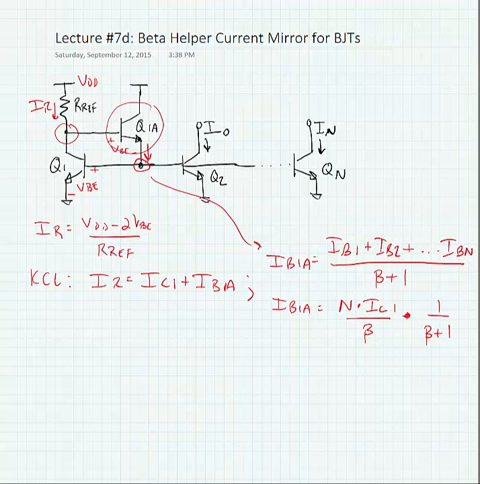 Lecture #7d: Beta Helper Current Mirror for BJTs
Saturday, September 12, 2015 3:38 PM
VDD
IR RREF
Q1A
+ VBE -
IO
IN
Q1
+
VBE
-
Q2
QN
IR = (VDD - 2VBE) / RREF
IB1A = (IB1 + IB2 + ... IBN) / (β + 1)
KCL: IR = IC1 + IB1A ;
IB1A = (N · IC1) / β · 1 / (β + 1)